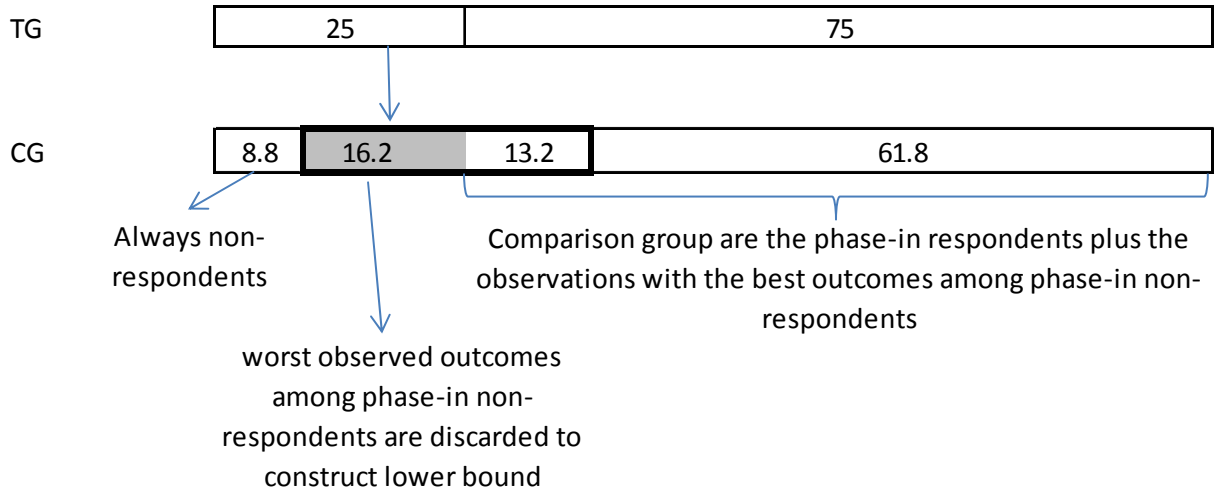 TG 25 75
CG 8.8 16.2 13.2 61.8
Always non-
respondents
Comparison group are the phase-in respondents plus the
observations with the best outcomes among phase-in non-
respondents
worst observed outcomes
among phase-in non-
respondents are discarded to
construct lower bound